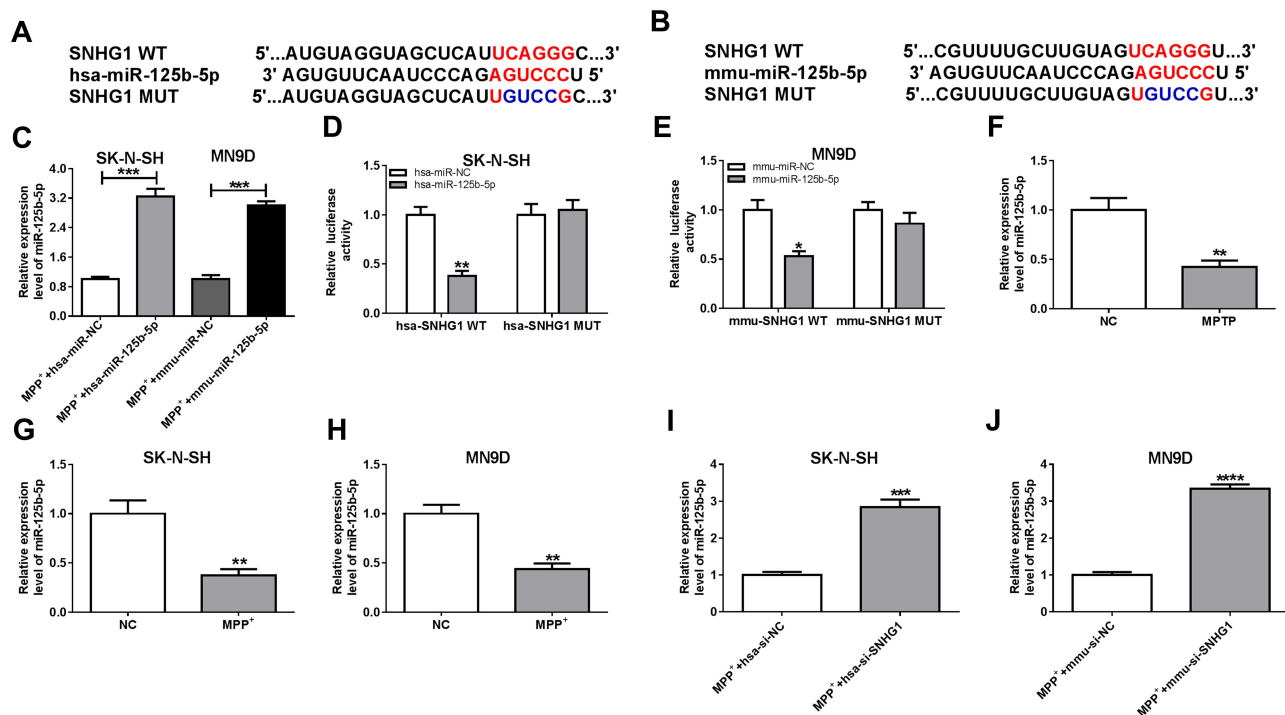 A
SNHG1 WT 5'...AUGUAGGUAGCUCAUUCAGGGC...3'
hsa-miR-125b-5p 3' AGUGUUCAAUCCCAGAGUCCCU 5'
SNHG1 MUT 5'...AUGUAGGUAGCUCAUUGUCCGC...3'
B
SNHG1 WT 5'...CGUUUUGCUUGUAGUCAGGGU...3'
mmu-miR-125b-5p 3' AGUGUUCAAUCCCAGAGUCCCU 5'
SNHG1 MUT 5'...CGUUUUGCUUGUAGUGUCCGU...3'
C
SK-N-SH MN9D
*** ***
Relative expression
level of miR-125b-5p
4.0
3.2
2.4
1.6
0.8
0.0
MPP+ +hsa-miR-NC
MPP+ +hsa-miR-125b-5p
MPP+ +mmu-miR-NC
MPP+ +mmu-miR-125b-5p
D
SK-N-SH
hsa-miR-NC
hsa-miR-125b-5p
Relative luciferase
activity
1.5
1.0
0.5
0.0
**
hsa-SNHG1 WT hsa-SNHG1 MUT
E
MN9D
mmu-miR-NC
mmu-miR-125b-5p
Relative luciferase
activity
1.5
1.0
0.5
0.0
*
mmu-SNHG1 WT mmu-SNHG1 MUT
F
Relative expression
level of miR-125b-5p
1.5
1.0
0.5
0.0
**
NC MPTP
G
SK-N-SH
Relative expression
level of miR-125b-5p
1.5
1.0
0.5
0.0
**
NC MPP+
H
MN9D
Relative expression
level of miR-125b-5p
1.5
1.0
0.5
0.0
**
NC MPP+
I
SK-N-SH
Relative expression
level of miR-125b-5p
4
3
2
1
0
***
MPP+ +hsa-si-NC
MPP+ +hsa-si-SNHG1
J
MN9D
Relative expression
level of miR-125b-5p
4
3
2
1
0
****
MPP+ +mmu-si-NC
MPP+ +mmu-si-SNHG1